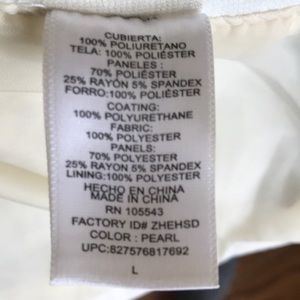 CUBIERTA:
100% POLIURETANO
TELA: 100% POLIÉSTER
PANELES :
70% POLIÉSTER
25% RAYÓN 5% SPANDEX
FORRO:100% POLIÉSTER
COATING:
100% POLYURETHANE
FABRIC:
100% POLYESTER
PANELS:
70% POLYESTER
25% RAYON 5% SPANDEX
LINING:100% POLYESTER
HECHO EN CHINA
MADE IN CHINA
RN 105543
FACTORY ID# ZHEHSD
COLOR : PEARL
UPC:827576817692
L